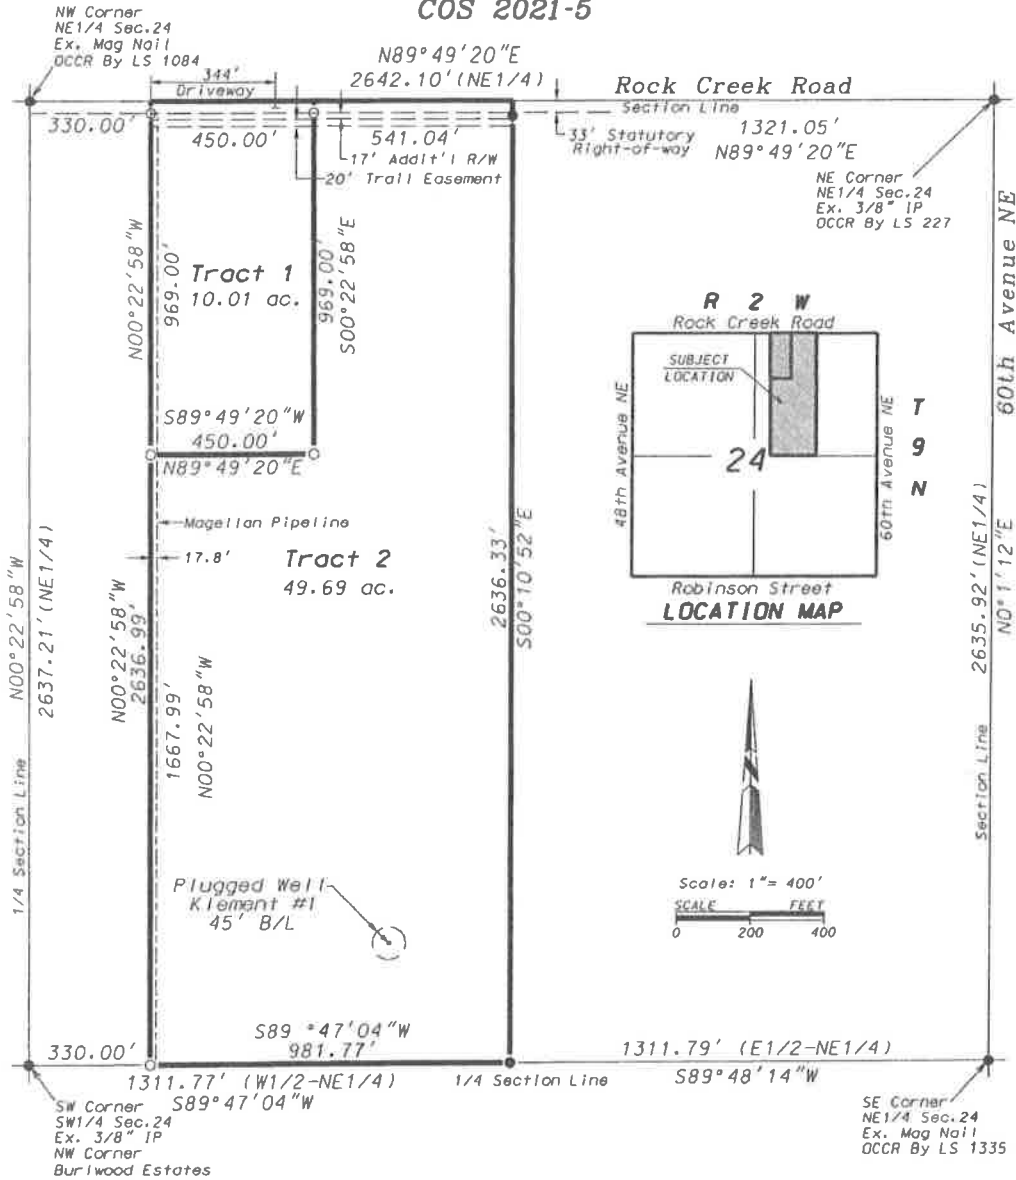 COS 2021-5
NW Corner
NE1/4 Sec.24
Ex. Mag Nail
OCCR By LS 1084
N89°49'20"E
2642.10'(NE1/4)
344'
Driveway
Rock Creek Road
Section Line
330.00'
450.00'
541.04'
33' Statutory
Right-of-way
1321.05'
N89°49'20"E
17' Addit'l R/W
20' Trail Easement
NE Corner
NE1/4 Sec.24
Ex. 3/8" IP
OCCR By LS 227
60th Avenue NE
N00°22'58"W
969.00'
Tract 1
10.01 ac.
969.00'
S00°22'58"E
S89°49'20"W
450.00'
N89°49'20"E
R 2 W
Rock Creek Road
SUBJECT
LOCATION
48th Avenue NE
24
60th Avenue NE
T
9
N
Robinson Street
LOCATION MAP
Magellan Pipeline
17.8'
Tract 2
49.69 ac.
N00°22'58"W
2637.21'(NE1/4)
N00°22'58"W
2636.99'
1667.99'
N00°22'58"W
2636.33'
S00°10'52"E
2635.92'(NE1/4)
N0°1'12"E
1/4 Section Line
Section Line
N
Scale: 1"= 400'
SCALE FEET
0 200 400
Plugged Well
Klement #1
45' B/L
S89 °47'04"W
981.77'
330.00'
1311.77' (W1/2-NE1/4)
S89°47'04"W
1/4 Section Line
1311.79' (E1/2-NE1/4)
S89°48'14"W
SW Corner
SW1/4 Sec.24
Ex. 3/8" IP
NW Corner
Burlwood Estates
SE Corner
NE1/4 Sec.24
Ex. Mag Nail
OCCR By LS 1335